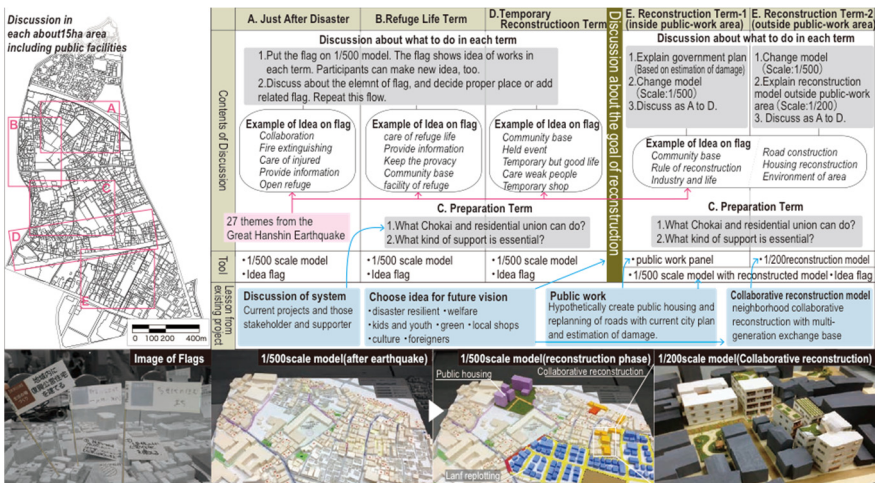 Discussion in
each about15ha area
including public facilities
A
B
C
D
E
0 100 200 400m
A. Just After Disaster
B.Refuge Life Term
D.Temporary
Reconstructioon Term
Discussion about the goal of reconstruction
E. Reconstruction Term-1
(inside public-work area)
E. Reconstruction Term-2
(outside public-work area)
Contents of Discussion
Discussion about what to do in each term
1.Put the flag on 1/500 model. The flag shows idea of works in
each term. Participants can make new idea, too.
2.Discuss about the elemnt of flag, and decide proper place or add
related flag. Repeat this flow.
Discussion about what to do in each term
1.Explain government plan
(Based on estimation of damage)
2.Change model
(Scale:1/500)
3.Discuss as A to D.
1.Change model
(Scale:1/500)
2.Explain reconstruction
model outside public-work
area (Scale:1/200)
3. Discuss as A to D.
Example of Idea on flag
Collaboration
Fire extinguishing
Care of injured
Provide information
Open refuge
Example of Idea on flag
care of refuge life
Provide information
Keep the provacy
Community base
facility of refuge
Example of Idea on flag
Community base
Held event
Temporary but good life
Care weak people
Temporary shop
Example of Idea on flag
Community base
Rule of reconstruction
Industry and life
Road construction
Housing reconstruction
Environment of area
27 themes from the
Great Hanshin Earthquake
C. Preparation Term
1.What Chokai and residential union can do?
2.What kind of support is essential?
C. Preparation Term
1.What Chokai and residential union can do?
2.What kind of support is essential?
Tool
・1/500 scale model
・Idea flag
・1/500 scale model
・Idea flag
・1/500 scale model
・Idea flag
・public work panel
・1/200reconstruction model
・1/500 scale model with reconstructed model・Idea flag
Lesson from
existing project
Discussion of system
Current projects and those
stakeholder and supporter
Choose idea for future vision
・disaster resilient ・welfare
・kids and youth ・green ・local shops
・culture ・foreigners
Public work
Hypothetically create public housing and
replanning of roads with current city plan
and estimation of damage.
Collaborative reconstruction model
neighborhood collaborative
reconstruction with multi-
generation exchange base
Image of Flags
1/500scale model(after earthquake)
1/500scale model(reconstruction phase)
Public housing
Collaborative reconstruction
Lanf replotting
1/200scale model(Collaborative reconstruction)